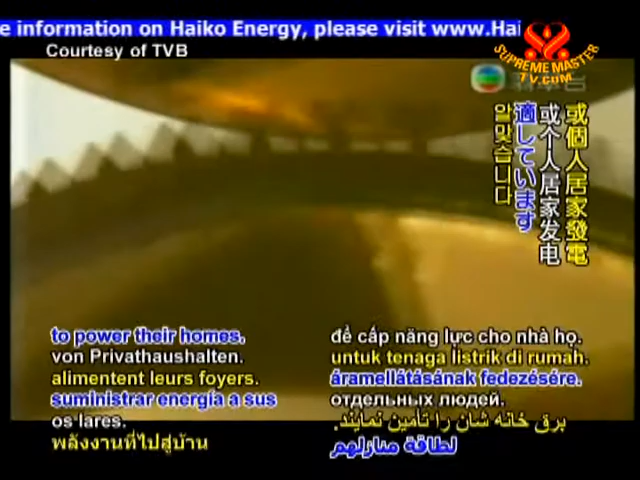 e information on Haiko Energy, please visit www.Hai
Courtesy of TVB
SUPREME MASTER
TV.COM
翡翠台
或個人居家發電
或个人居家发电
適しています
알맞습니다
to power their homes.
von Privathaushalten.
alimentent leurs foyers.
suministrar energía a sus
os lares.
พลังงานที่ไปสู่บ้าน
để cấp năng lực cho nhà họ.
untuk tenaga listrik di rumah.
áramellátásának fedezésére.
отдельных людей.
برق خانه شان را تأمین نمایند.
لطاقة منازلهم